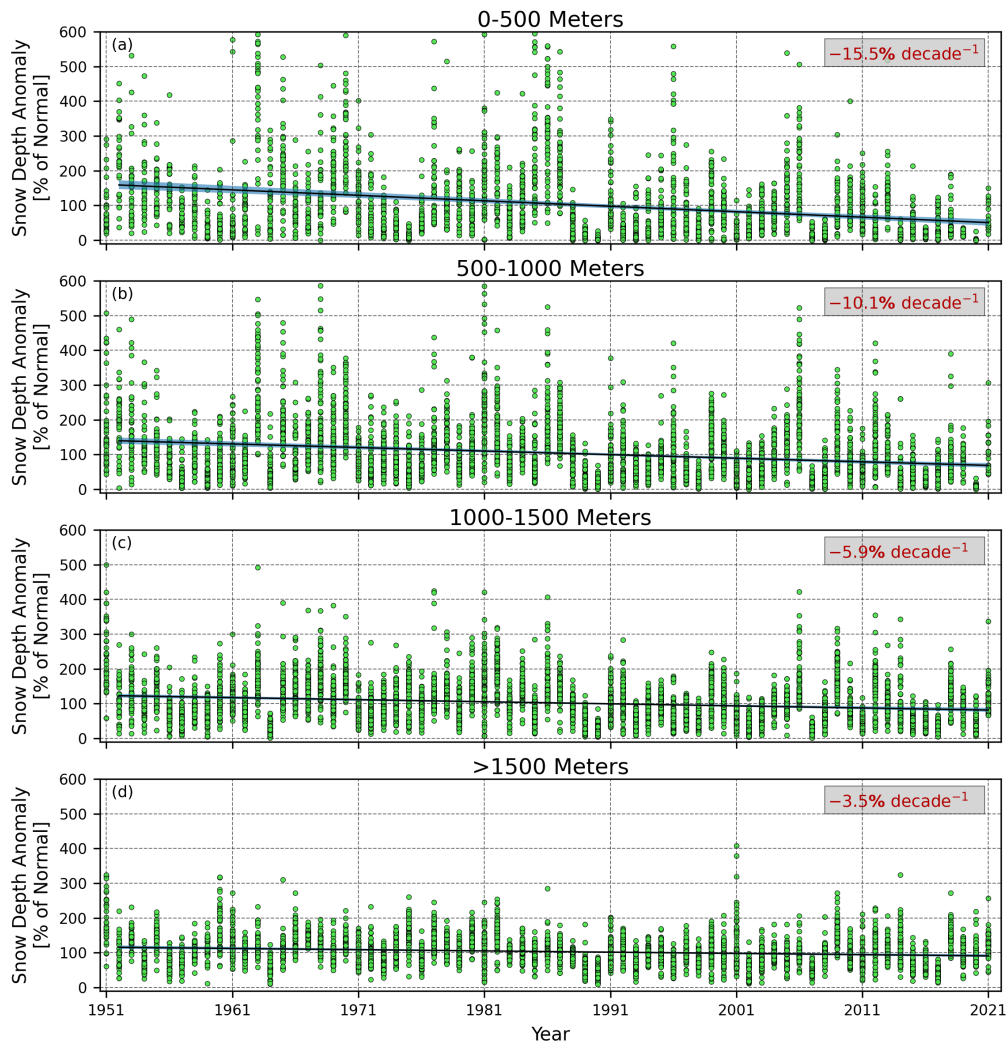 0-500 Meters
(a)
−15.5% decade⁻¹
600
500
400
300
200
100
0
Snow Depth Anomaly
[% of Normal]
500-1000 Meters
(b)
−10.1% decade⁻¹
600
500
400
300
200
100
0
Snow Depth Anomaly
[% of Normal]
1000-1500 Meters
(c)
−5.9% decade⁻¹
600
500
400
300
200
100
0
Snow Depth Anomaly
[% of Normal]
>1500 Meters
(d)
−3.5% decade⁻¹
600
500
400
300
200
100
0
Snow Depth Anomaly
[% of Normal]
1951 1961 1971 1981 1991 2001 2011 2021
Year